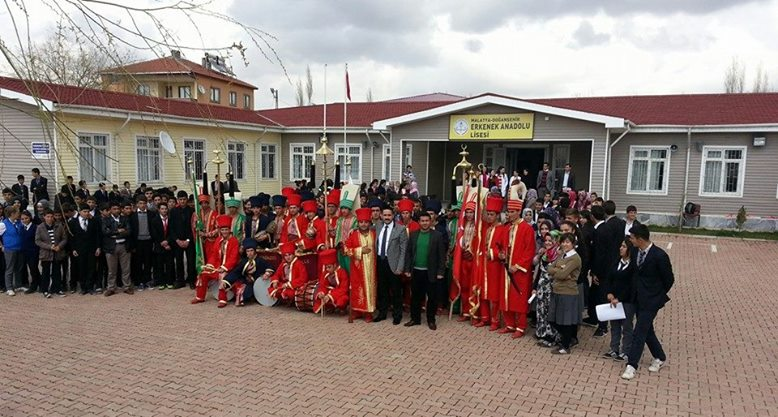 MALATYA-DOĞANŞEHİR
ERKENEK ANADOLU
LİSESİ